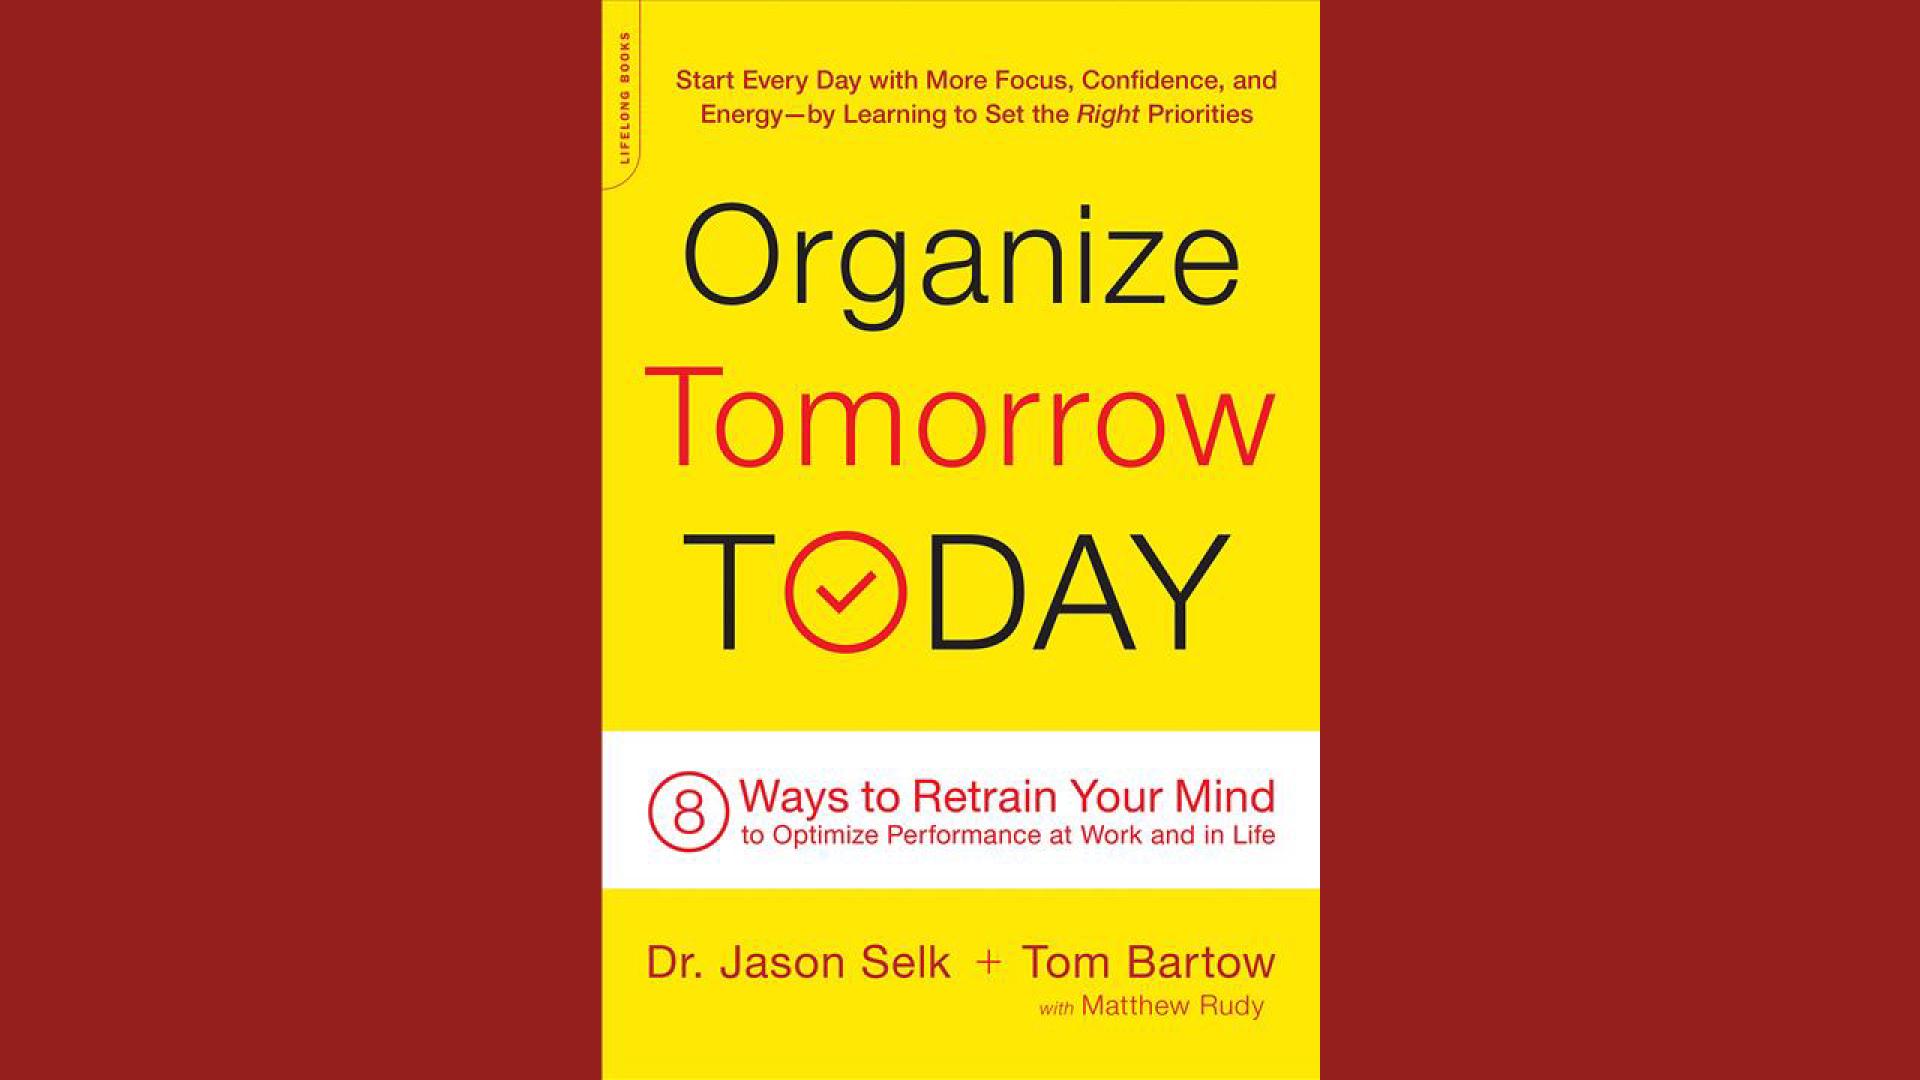 LIFELONG BOOKS
Start Every Day with More Focus, Confidence, and
Energy—by Learning to Set the Right Priorities
Organize
Tomorrow
TODAY
8 Ways to Retrain Your Mind
to Optimize Performance at Work and in Life
Dr. Jason Selk + Tom Bartow
with Matthew Rudy